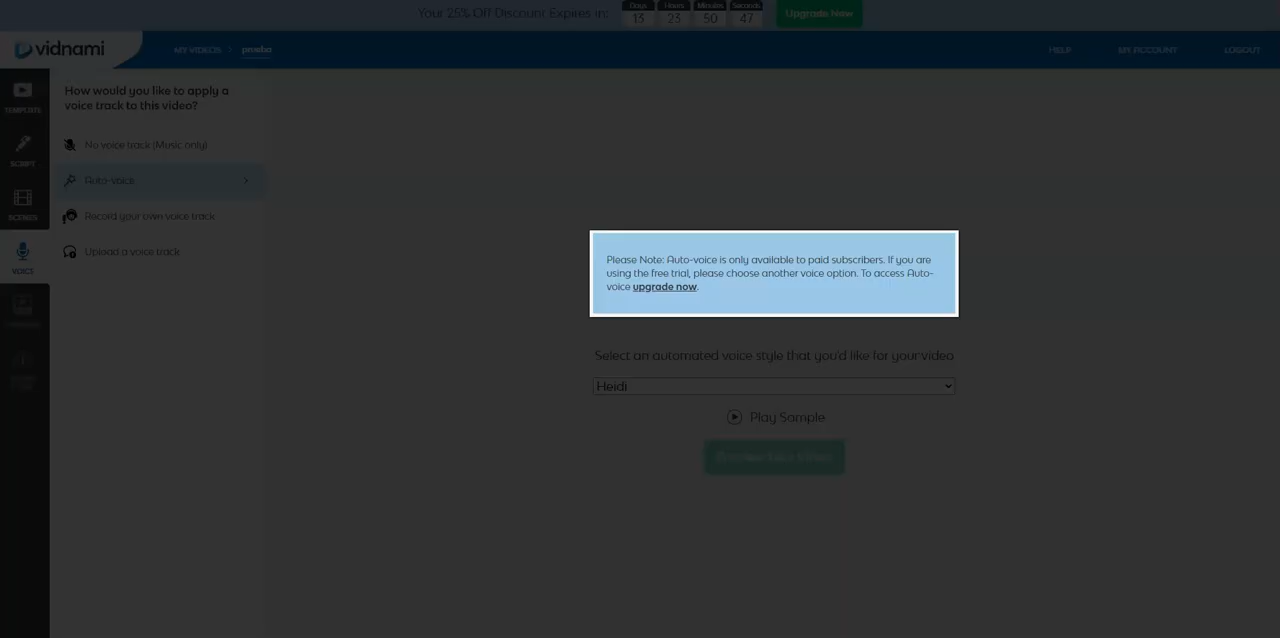 Your 25% Off Discount Expires In:
Days Hours Minutes Seconds
13 23 50 47
Upgrade Now
vidnami
MY VIDEOS >
HELP
MY ACCOUNT
LOGOUT
How would you like to apply a
voice track to this video?
TEMPLATE
No voice track (Music only)
SCRIPT
Auto-voice
SCENES
Record your own voice track
Upload a voice track
VOICE
Please Note: Auto-voice is only available to paid subscribers. If you are
using the free trial, please choose another voice option. To access Auto-
voice upgrade now.
Select an automated voice style that you'd like for your video
Heidi
Play Sample